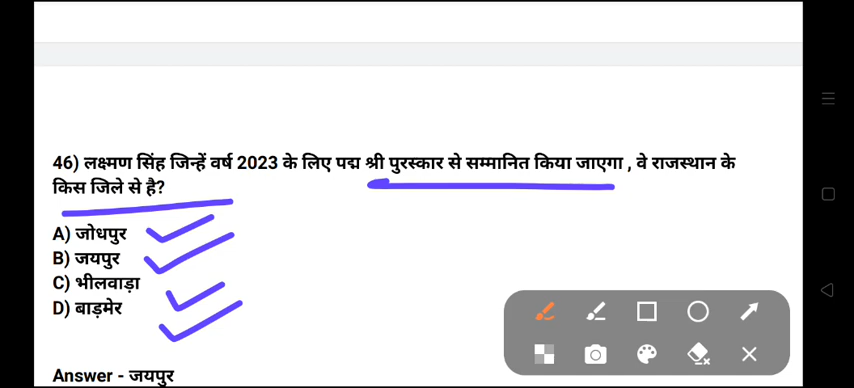 46) लक्ष्मण सिंह जिन्हें वर्ष 2023 के लिए पद्म श्री पुरस्कार से सम्मानित किया जाएगा , वे राजस्थान के
किस जिले से है?
A) जोधपुर
B) जयपुर
C) भीलवाड़ा
D) बाड़मेर
Answer - जयपुर